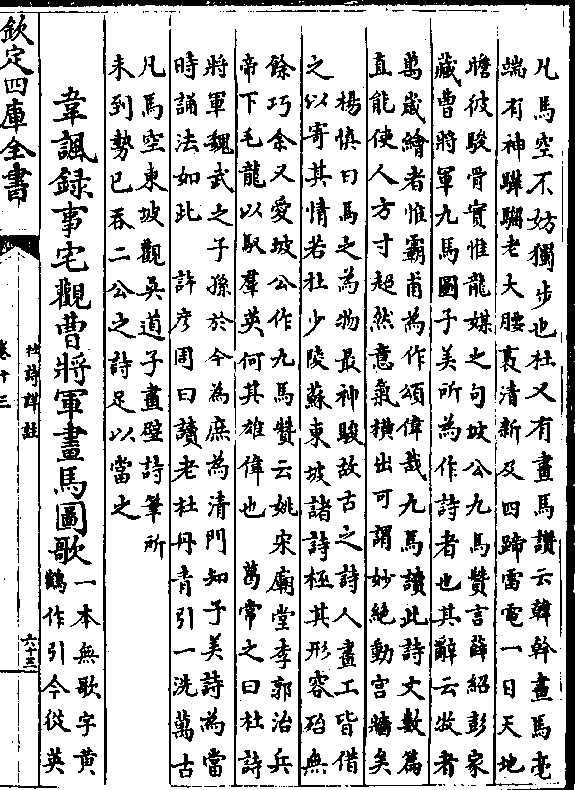 凡馬空不妨獨步也杜又有畫馬讚云韓幹畫馬毫
端有神驊騮老大腰褭清新及四蹄雷電一日天地
瞻彼駿骨實惟龍媒之句坡公九馬贊言薛紹彭家
藏曹將軍九馬圖子美所為作詩者也其辭云牧者
萬歲繪者惟霸甫為作頌偉哉九馬讀此詩文數篇
直能使人方寸超然意氣橫出可謂妙絶動宫牆矣
楊慎曰馬之為物最神駿故古之詩人畫工皆借
之以寄其情若杜少陵蘇東坡諸詩極其形容殆無
餘巧余又愛坡公作九馬贊云姚宋廟堂李郭治兵
帝下毛龍以馭羣英何其雄偉也　葛常之曰杜詩
將軍魏武之子孫於今為庶為清門知子美詩為當
時誦法如此　許彦周曰讀老杜丹青引一洗萬古
凡馬空東坡觀吳道子畫壁詩筆所
未到勢已吞二公之詩足以當之
韋諷録事宅觀曹將軍畫馬圖歌
一本無歌字黄
鶴作引今從英
欽定四庫全書
杜詩詳註
卷十三
六十三